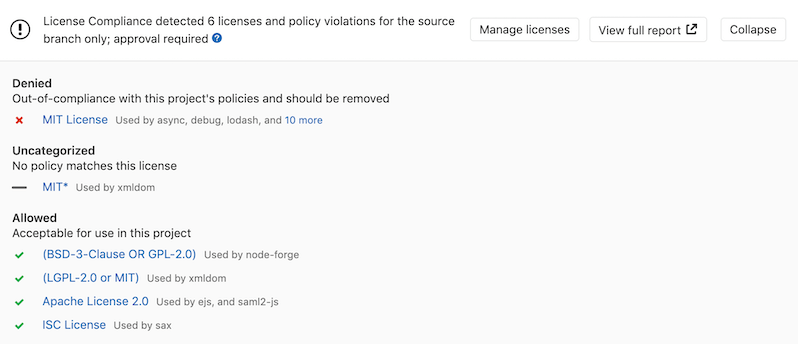 License Compliance detected 6 licenses and policy violations for the source
branch only; approval required ?
Manage licenses
View full report
Collapse
Denied
Out-of-compliance with this project's policies and should be removed
MIT License Used by async, debug, lodash, and 10 more
Uncategorized
No policy matches this license
MIT* Used by xmldom
Allowed
Acceptable for use in this project
(BSD-3-Clause OR GPL-2.0) Used by node-forge
(LGPL-2.0 or MIT) Used by xmldom
Apache License 2.0 Used by ejs, and saml2-js
ISC License Used by sax